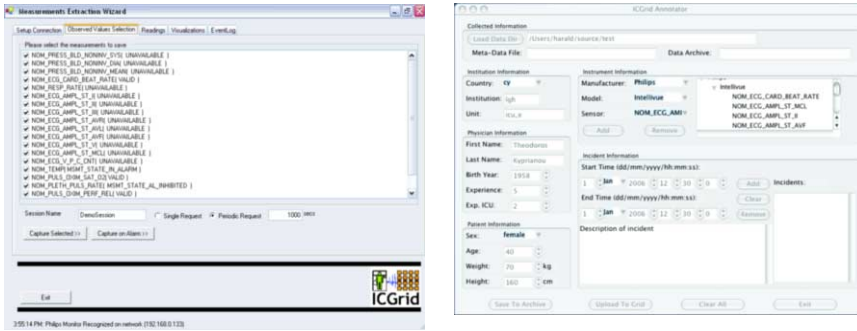 Measurements Extraction Wizard
Setup Connection Observed Values Selection Readings Visualizations EventLog
Please select the measurements to save
NOM_PRESS_BLD_NONINV_SYS( UNAVAILABLE )
NOM_PRESS_BLD_NONINV_DIA( UNAVAILABLE )
NOM_PRESS_BLD_NONINV_MEAN( UNAVAILABLE )
NOM_ECG_CARD_BEAT_RATE( VALID )
NOM_RESP_RATE( UNAVAILABLE )
NOM_ECG_AMPL_ST_I( UNAVAILABLE )
NOM_ECG_AMPL_ST_II( UNAVAILABLE )
NOM_ECG_AMPL_ST_III( UNAVAILABLE )
NOM_ECG_AMPL_ST_AVR( UNAVAILABLE )
NOM_ECG_AMPL_ST_AVL( UNAVAILABLE )
NOM_ECG_AMPL_ST_AVF( UNAVAILABLE )
NOM_ECG_AMPL_ST_V( UNAVAILABLE )
NOM_ECG_AMPL_ST_MCL( UNAVAILABLE )
NOM_ECG_V_P_C_CNT( UNAVAILABLE )
NOM_TEMP( MSMT_STATE_IN_ALARM )
NOM_PULS_OXIM_SAT_O2( VALID )
NOM_PLETH_PULS_RATE( MSMT_STATE_AL_INHIBITED )
NOM_PULS_OXIM_PERF_REL( VALID )
Session Name DemoSession Single Request Periodic Request 1000 secs
Capture Selected >> Capture on Alarm >>
Exit
ICGrid
3:55:14 PM: Philips Monitor Recognized on network (192.168.0.133)
ICGrid Annotator
Collected Information
Load Data Dir /Users/harald/source/test
Meta-Data File: Data Archive:
Institution Information
Country: cy
Institution: lgh
Unit: icu_a
Physician Information
First Name: Theodoros
Last Name: Kyprianou
Birth Year: 1958
Experience: 5
Exp. ICU: 2
Patient Information
Sex: female
Age: 40
Weight: 70 kg
Height: 160 cm
Instrument Information
Manufacturer: Philips
Model: Intellivue
Sensor: NOM_ECG_AMI
Add Remove
Intellivue
NOM_ECG_CARD_BEAT_RATE
NOM_ECG_AMPL_ST_MCL
NOM_ECG_AMPL_ST_II
NOM_ECG_AMPL_ST_AVF
Incident Information
Start Time (dd/mm/yyyy/hh:mm:ss):
1 Jan 2006 12 30 0 Add Incidents:
End Time (dd/mm/yyyy/hh:mm:ss): Clear
1 Jan 2006 12 30 0 Remove
Description of incident
Save To Archive Upload To Grid Clear All Exit